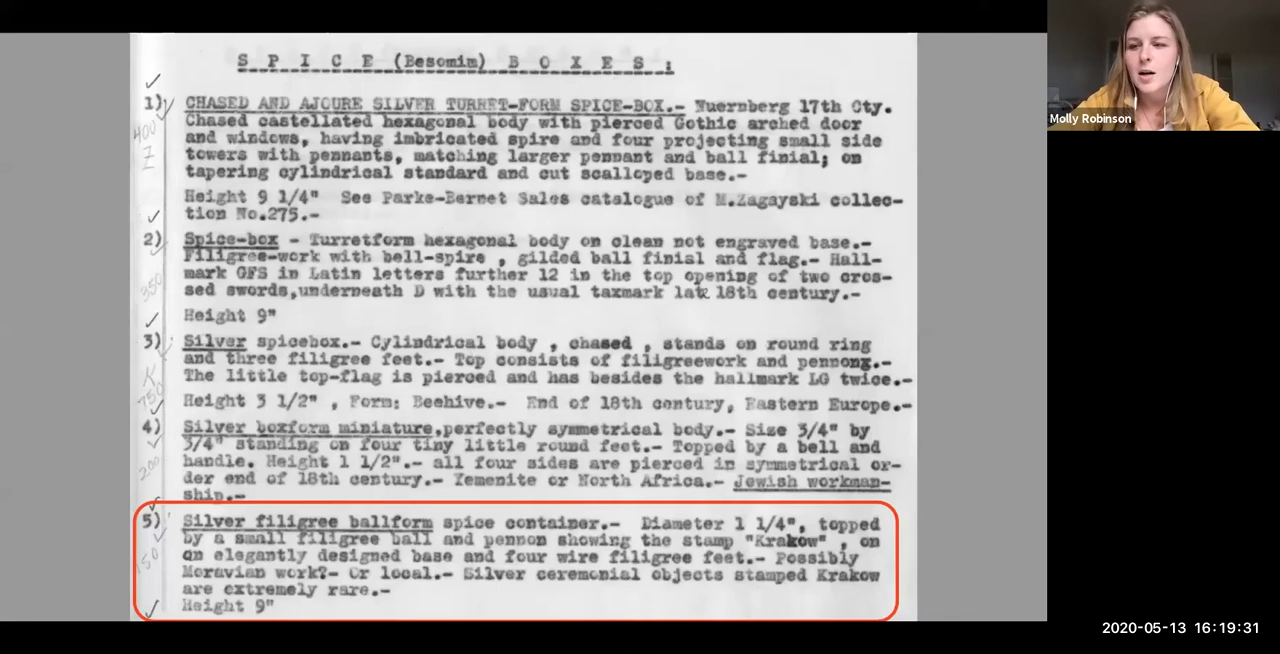 S P I C E (Besomim) B O X E S :
1) CHASED AND AJOURE SILVER TURRET-FORM SPICE-BOX.- Nuernberg 17th Cty.
Chased castellated hexagonal body with pierced Gothic arched door
and windows, having imbricated spire and four projecting small side
towers with pennants, matching larger pennant and ball finial; on
tapering cylindrical standard and cut scalloped base.-
400
Z
Height 9 1/4" See Parke-Bernet Sales catalogue of M.Zagayski collec-
tion No.275.-
2) Spice-box - Turretform hexagonal body on clean not engraved base.-
Filigree-work with bell-spire , gilded ball finial and flag.- Hall-
mark GFS in Latin letters further 12 in the top opening of two cros-
sed swords,underneath D with the usual taxmark late 18th century.-
350
Height 9"
3) Silver spicebox.- Cylindrical body , chased , stands on round ring
and three filigree feet.- Top consists of filigreework and pennong.-
The little top-flag is pierced and has besides the hallmark LG twice.-
K
750
Height 3 1/2" , Form: Beehive.- End of 18th century, Eastern Europe.-
4) Silver boxform miniature,perfectly symmetrical body.- Size 3/4" by
3/4" standing on four tiny little round feet.- Topped by a bell and
handle. Height 1 1/2".- all four sides are pierced in symmetrical or-
der end of 18th century.- Yemenite or North Africa.- Jewish workman-
ship.-
200
5) Silver filigree ballform spice container.- Diameter 1 1/4", topped
by a small filigree ball and pennon showing the stamp "Krakow" , on
an elegantly designed base and four wire filigree feet.- Possibly
Moravian work?- Or local.- Silver ceremonial objects stamped Krakow
are extremely rare.-
150
Height 9"
Molly Robinson
2020-05-13 16:19:31